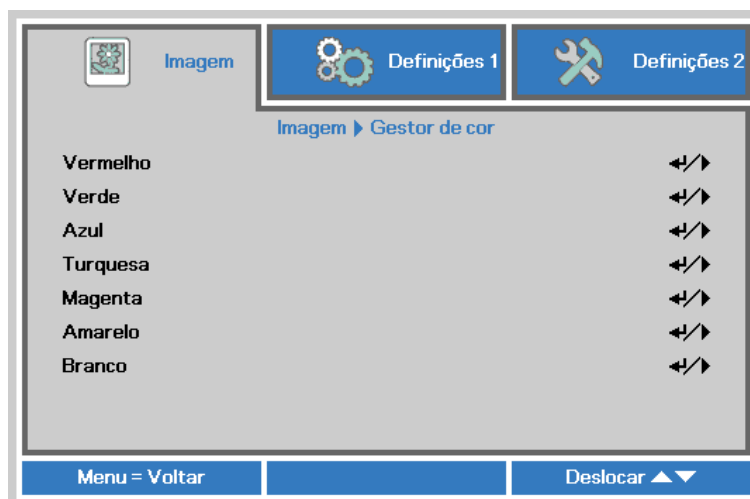 Imagem
Definições 1
Definições 2
Imagem Gestor de cor
Vermelho
Verde
Azul
Turquesa
Magenta
Amarelo
Branco
Menu = Voltar
Deslocar